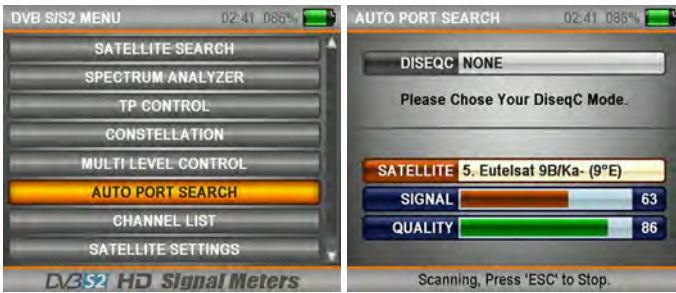 DVB S/S2 MENU 02:41 086%
SATELLITE SEARCH
SPECTRUM ANALYZER
TP CONTROL
CONSTELLATION
MULTI LEVEL CONTROL
AUTO PORT SEARCH
CHANNEL LIST
SATELLITE SETTINGS
DVBS2 HD Signal Meters
AUTO PORT SEARCH 02:41 086%
DISEQC NONE
Please Chose Your DiseqC Mode.
SATELLITE 5. Eutelsat 9B/Ka- (9°E)
SIGNAL 63
QUALITY 86
Scanning, Press 'ESC' to Stop.